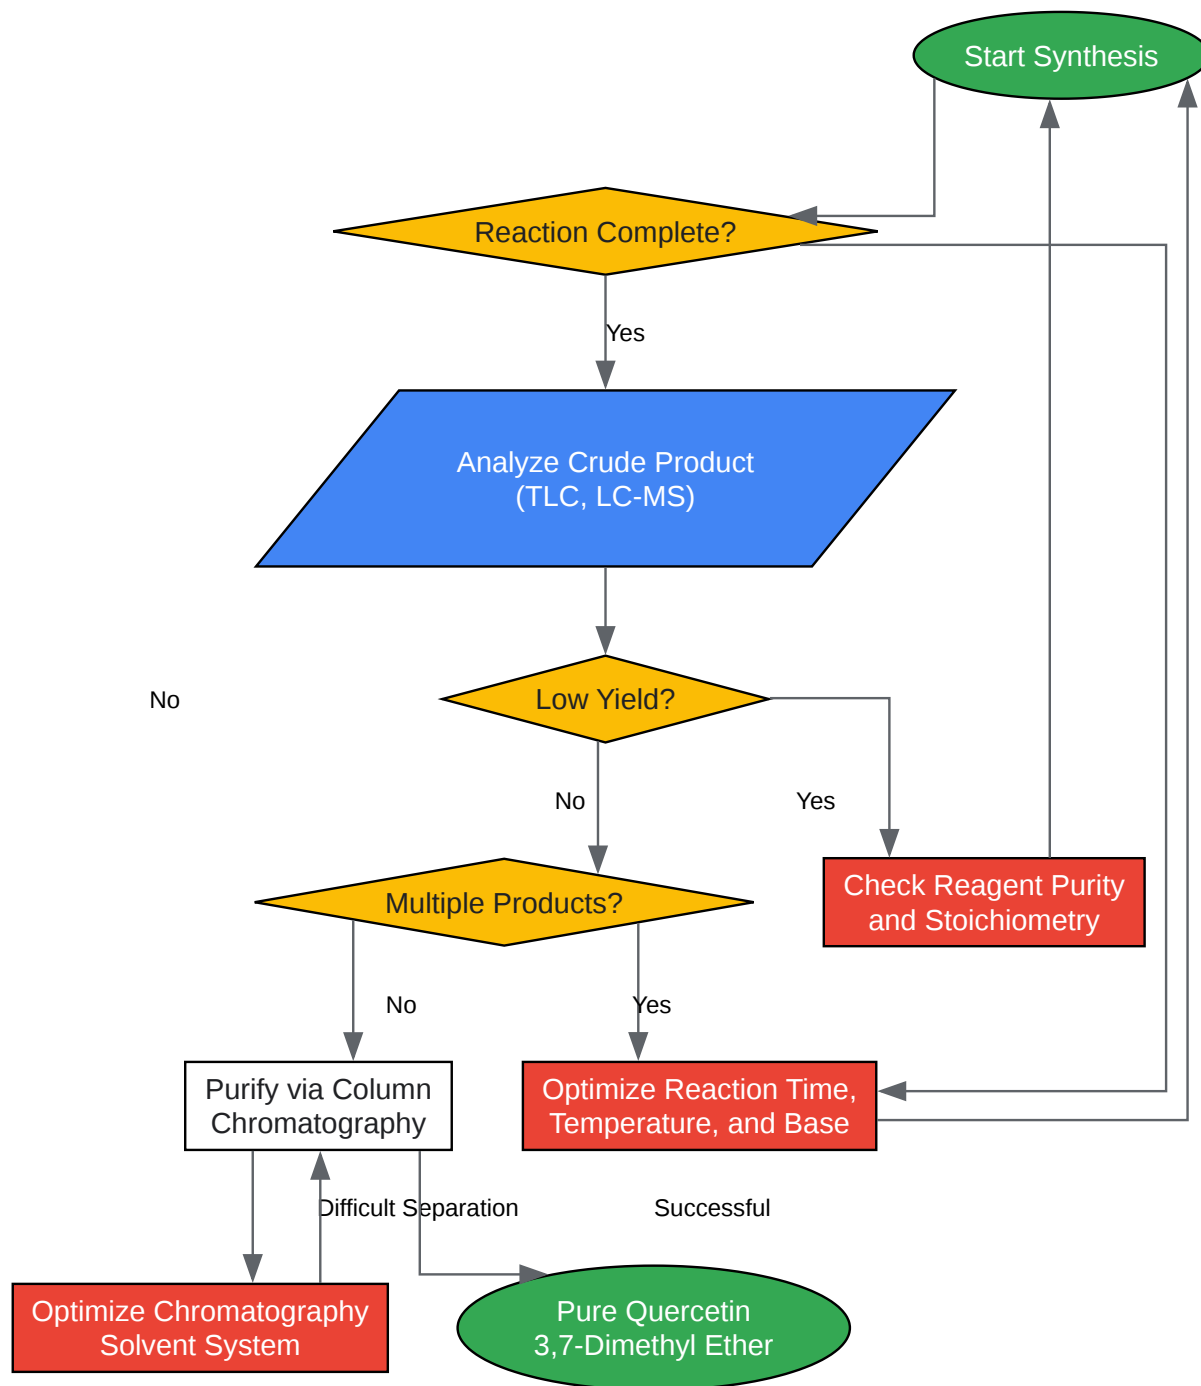 Start Synthesis
Reaction Complete?
Yes
Analyze Crude Product
(TLC, LC-MS)
Low Yield?
No
No
Yes
Check Reagent Purity
and Stoichiometry
Multiple Products?
No
Yes
Purify via Column
Chromatography
Optimize Reaction Time,
Temperature, and Base
Difficult Separation
Successful
Optimize Chromatography
Solvent System
Pure Quercetin
3,7-Dimethyl Ether